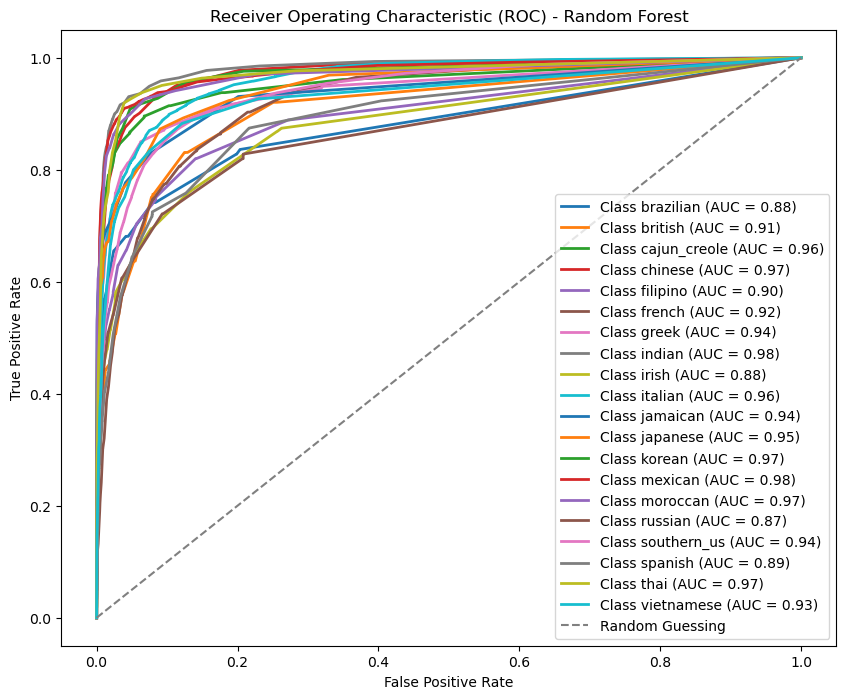 Receiver Operating Characteristic (ROC) - Random Forest
1.0
0.8
0.6
0.4
0.2
0.0
True Positive Rate
Class brazilian (AUC = 0.88)
Class british (AUC = 0.91)
Class cajun_creole (AUC = 0.96)
Class chinese (AUC = 0.97)
Class filipino (AUC = 0.90)
Class french (AUC = 0.92)
Class greek (AUC = 0.94)
Class indian (AUC = 0.98)
Class irish (AUC = 0.88)
Class italian (AUC = 0.96)
Class jamaican (AUC = 0.94)
Class japanese (AUC = 0.95)
Class korean (AUC = 0.97)
Class mexican (AUC = 0.98)
Class moroccan (AUC = 0.97)
Class russian (AUC = 0.87)
Class southern_us (AUC = 0.94)
Class spanish (AUC = 0.89)
Class thai (AUC = 0.97)
Class vietnamese (AUC = 0.93)
Random Guessing
0.0 0.2 0.4 0.6 0.8 1.0
False Positive Rate